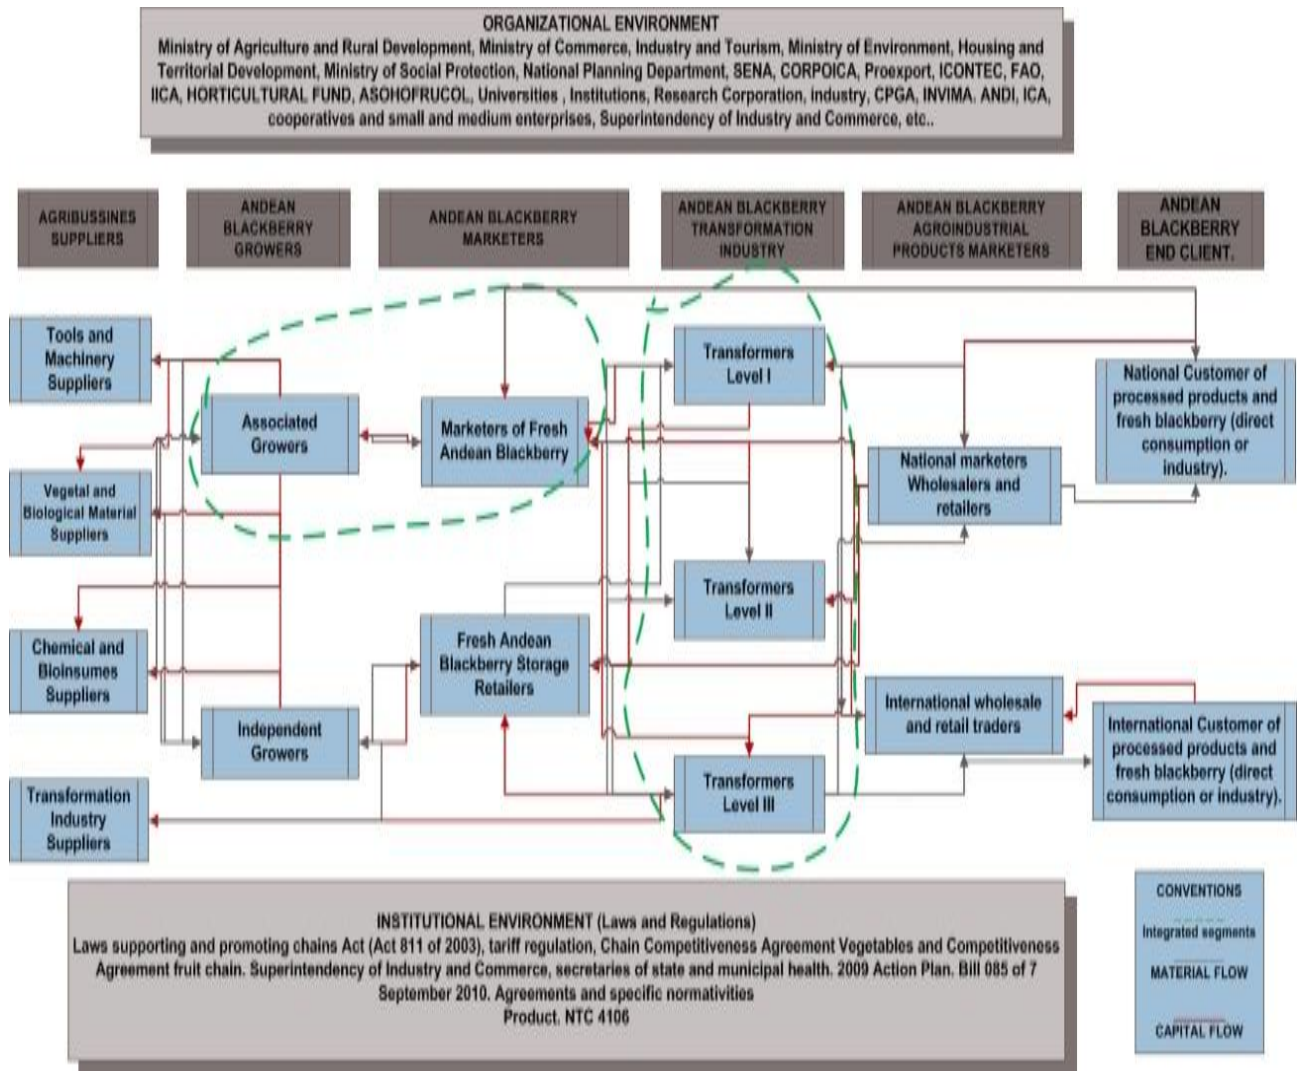 ORGANIZATIONAL ENVIRONMENT
Ministry of Agriculture and Rural Development, Ministry of Commerce, Industry and Tourism, Ministry of Environment, Housing and
Territorial Development, Ministry of Social Protection, National Planning Department, SENA, CORPOICA, Proexport, ICONTEC, FAO,
IICA, HORTICULTURAL FUND, ASOHOFRUCOL, Universities , Institutions, Research Corporation, industry, CPGA, INVIMA. ANDI, ICA,
cooperatives and small and medium enterprises, Superintendency of Industry and Commerce, etc..
AGRIBUSSINES
SUPPLIERS
ANDEAN
BLACKBERRY
GROWERS
ANDEAN BLACKBERRY
MARKETERS
ANDEAN BLACKBERRY
TRANSFORMATION
INDUSTRY
ANDEAN BLACKBERRY
AGROINDUSTRIAL
PRODUCTS MARKETERS
ANDEAN
BLACKBERRY
END CLIENT.
Tools and
Machinery
Suppliers
Vegetal and
Biological Material
Suppliers
Chemical and
Bioinsumes
Suppliers
Transformation
Industry
Suppliers
Associated
Growers
Independent
Growers
Marketers of Fresh
Andean Blackberry
Fresh Andean
Blackberry Storage
Retailers
Transformers
Level I
Transformers
Level II
Transformers
Level III
National marketers
Wholesalers and
retailers
International wholesale
and retail traders
National Customer of
processed products and
fresh blackberry (direct
consumption or
industry).
International Customer of
processed products and
fresh blackberry (direct
consumption or industry).
INSTITUTIONAL ENVIRONMENT (Laws and Regulations)
Laws supporting and promoting chains Act (Act 811 of 2003), tariff regulation, Chain Competitiveness Agreement Vegetables and Competitiveness
Agreement fruit chain. Superintendency of Industry and Commerce, secretaries of state and municipal health. 2009 Action Plan. Bill 085 of 7
September 2010. Agreements and specific normativities
Product. NTC 4106
CONVENTIONS
Integrated segments
MATERIAL FLOW
CAPITAL FLOW